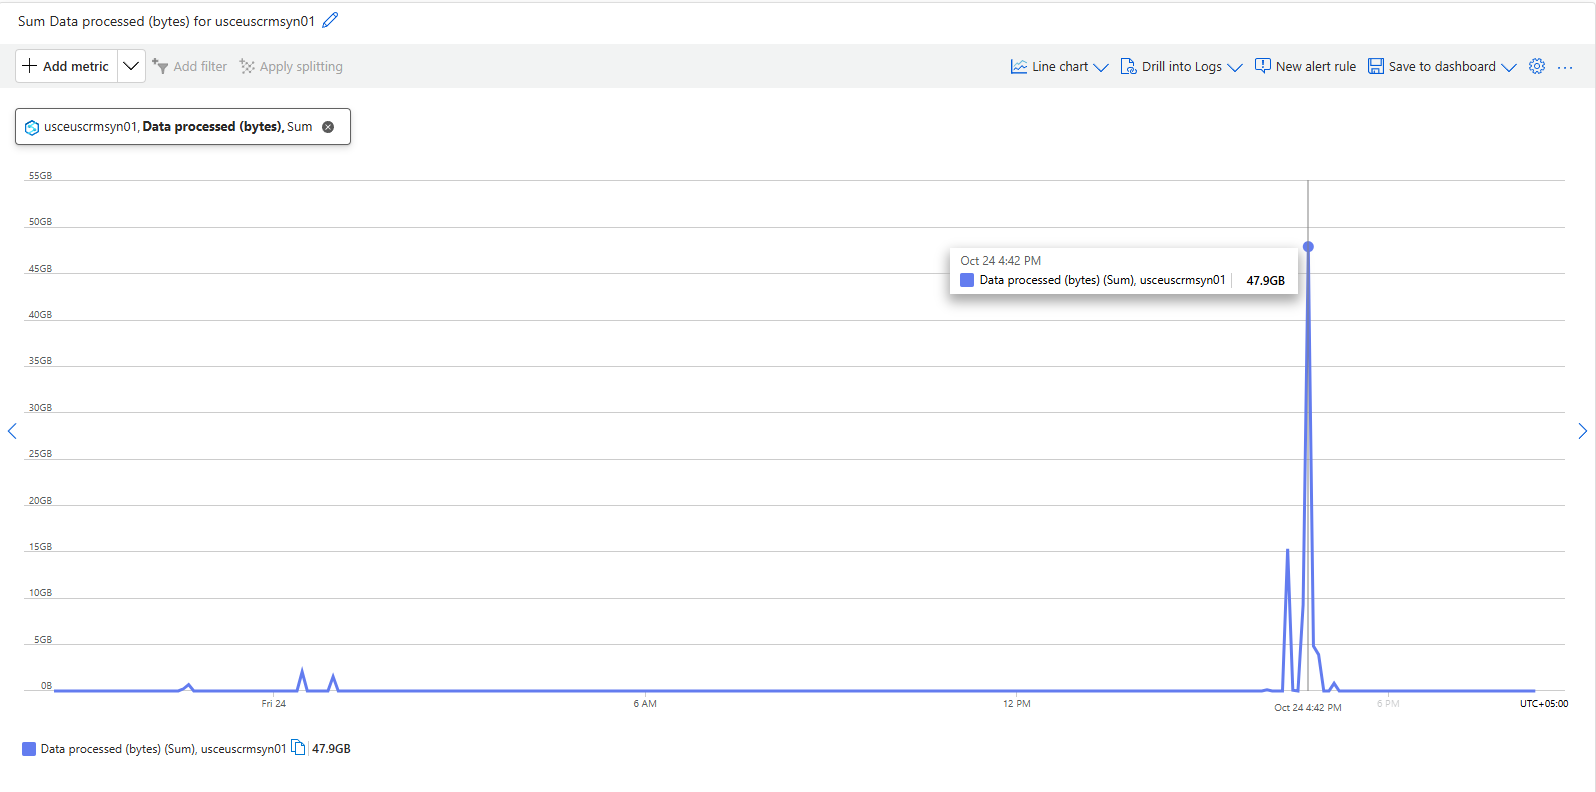 Sum Data processed (bytes) for usceuscrmsyn01
Add metric Add filter Apply splitting Line chart Drill into Logs New alert rule Save to dashboard ...
usceuscrmsyn01, Data processed (bytes), Sum
55GB
50GB
45GB
40GB
35GB
30GB
25GB
20GB
15GB
10GB
5GB
0B
Oct 24 4:42 PM
Data processed (bytes) (Sum), usceuscrmsyn01 47.9GB
Fri 24 6 AM 12 PM Oct 24 4:42 PM 6 PM UTC+05:00
Data processed (bytes) (Sum), usceuscrmsyn01 47.9GB